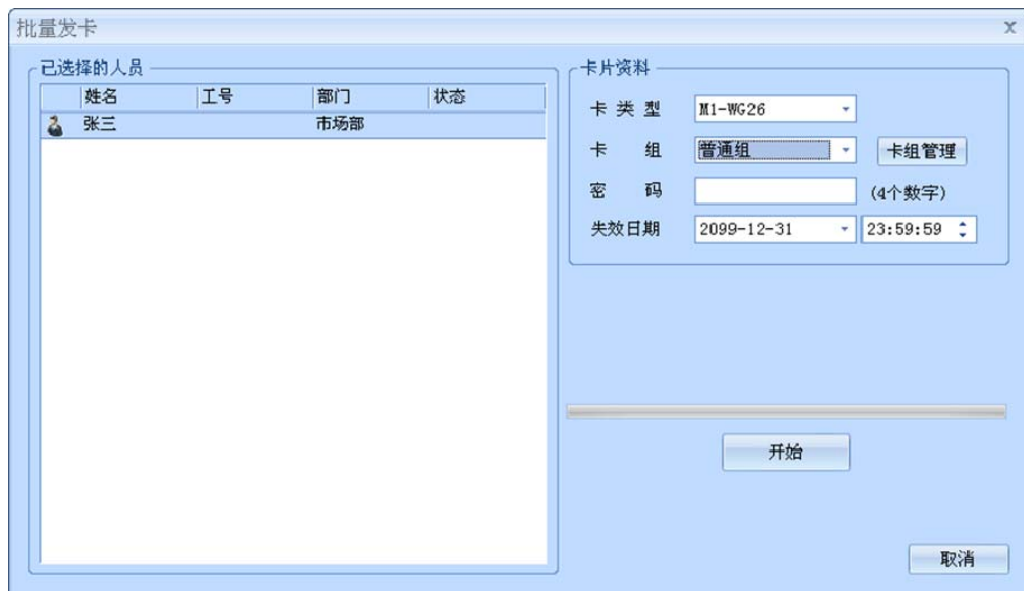 批量发卡
已选择的人员
姓名 工号 部门 状态
张三 市场部
卡片资料
卡类型 M1-WG26
卡组 普通组 卡组管理
密码 (4个数字)
失效日期 2099-12-31 23:59:59
开始
取消